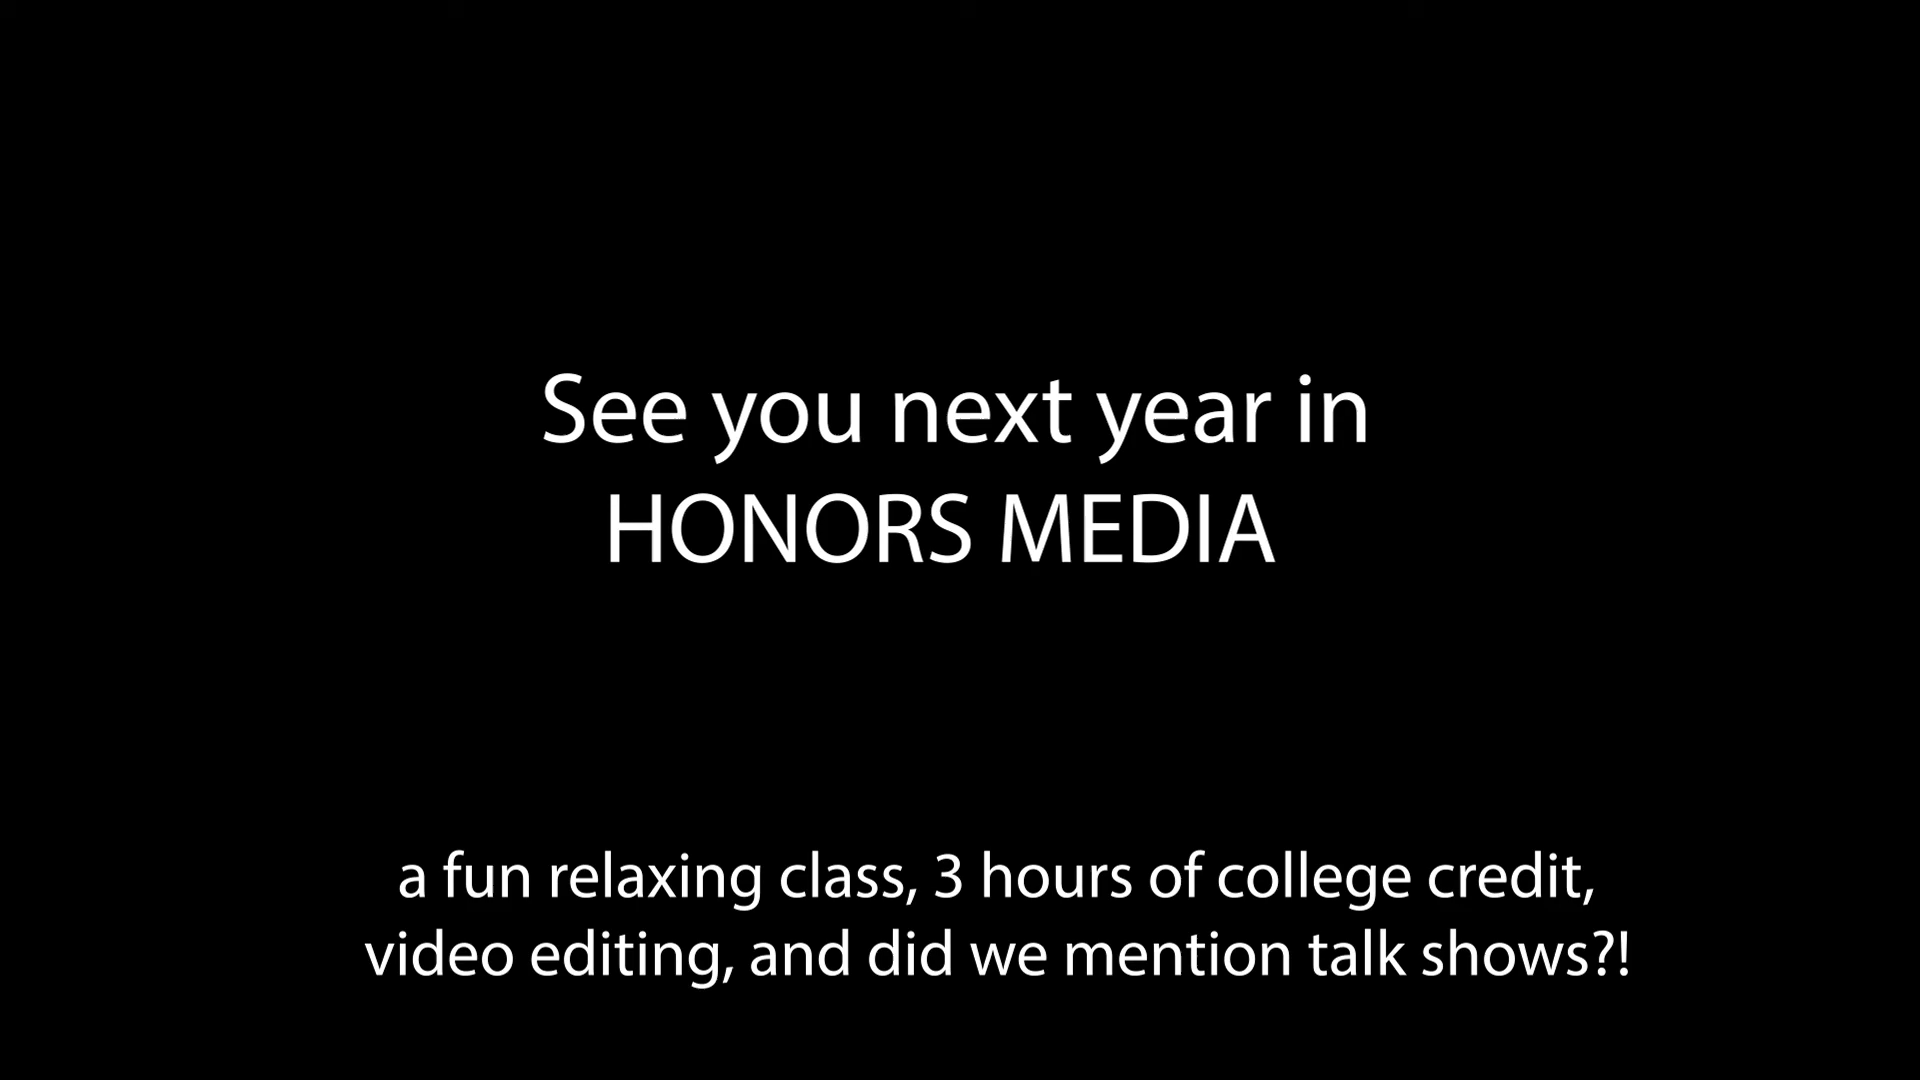 See you next year in
HONORS MEDIA
a fun relaxing class, 3 hours of college credit,
video editing, and did we mention talk shows?!